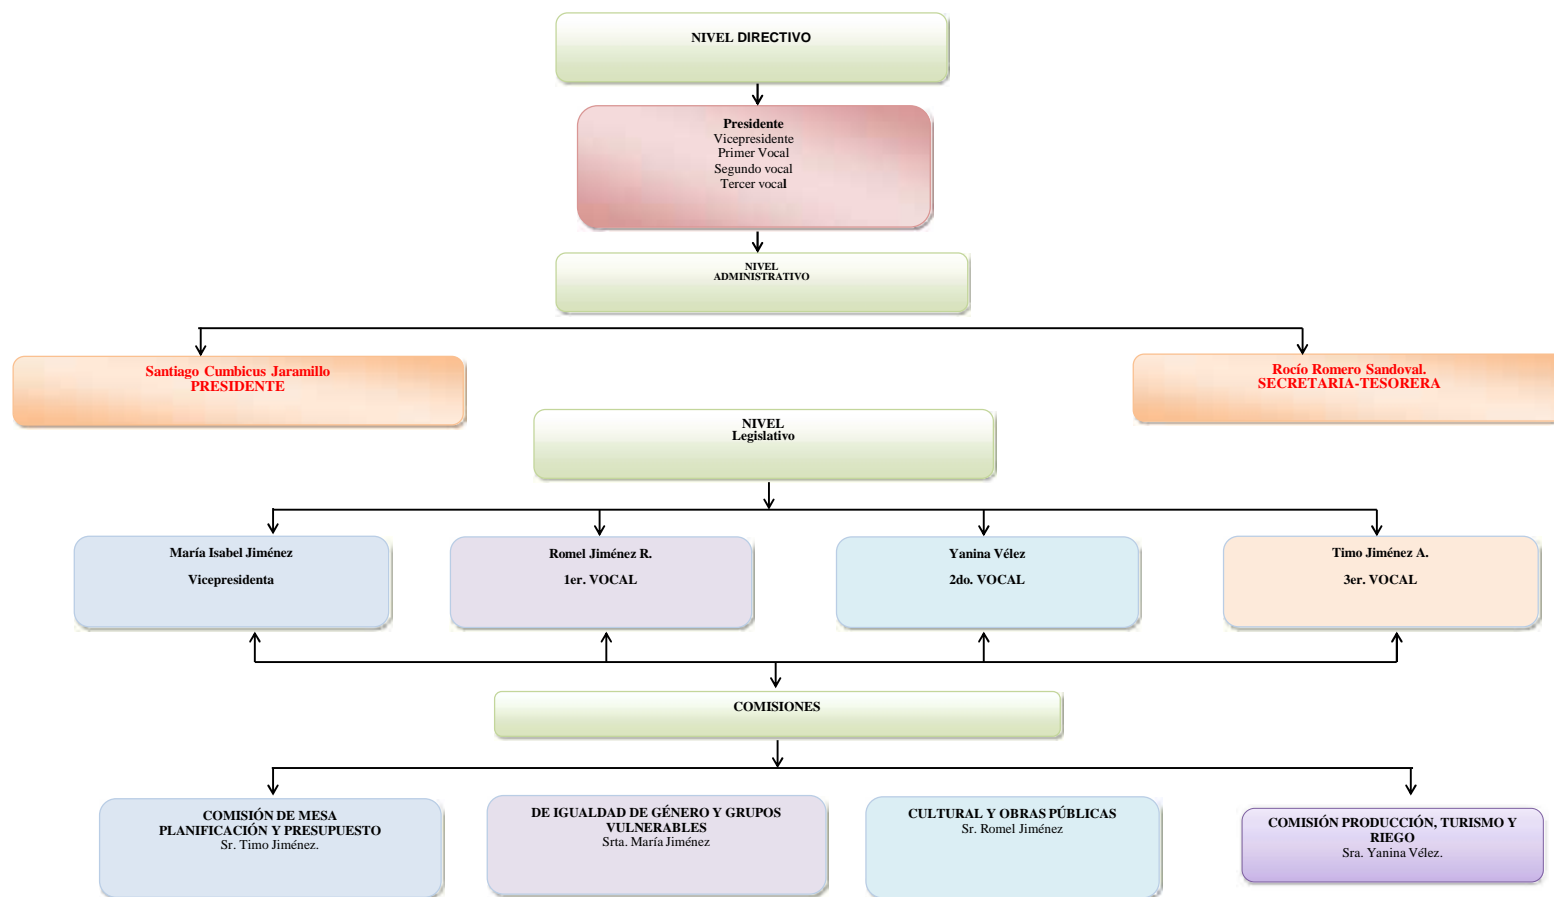 NIVEL DIRECTIVO
Presidente
Vicepresidente
Primer Vocal
Segundo vocal
Tercer vocal
NIVEL
ADMINISTRATIVO
Santiago Cumbicus Jaramillo
PRESIDENTE
Rocío Romero Sandoval.
SECRETARIA-TESORERA
NIVEL
Legislativo
María Isabel Jiménez
Vicepresidenta
Romel Jiménez R.
1er. VOCAL
Yanina Vélez
2do. VOCAL
Timo Jiménez A.
3er. VOCAL
COMISIONES
COMISIÓN DE MESA
PLANIFICACIÓN Y PRESUPUESTO
Sr. Timo Jiménez.
DE IGUALDAD DE GÉNERO Y GRUPOS
VULNERABLES
Srta. María Jiménez
CULTURAL Y OBRAS PÚBLICAS
Sr. Romel Jiménez
COMISIÓN PRODUCCIÓN, TURISMO Y
RIEGO
Sra. Yanina Vélez.